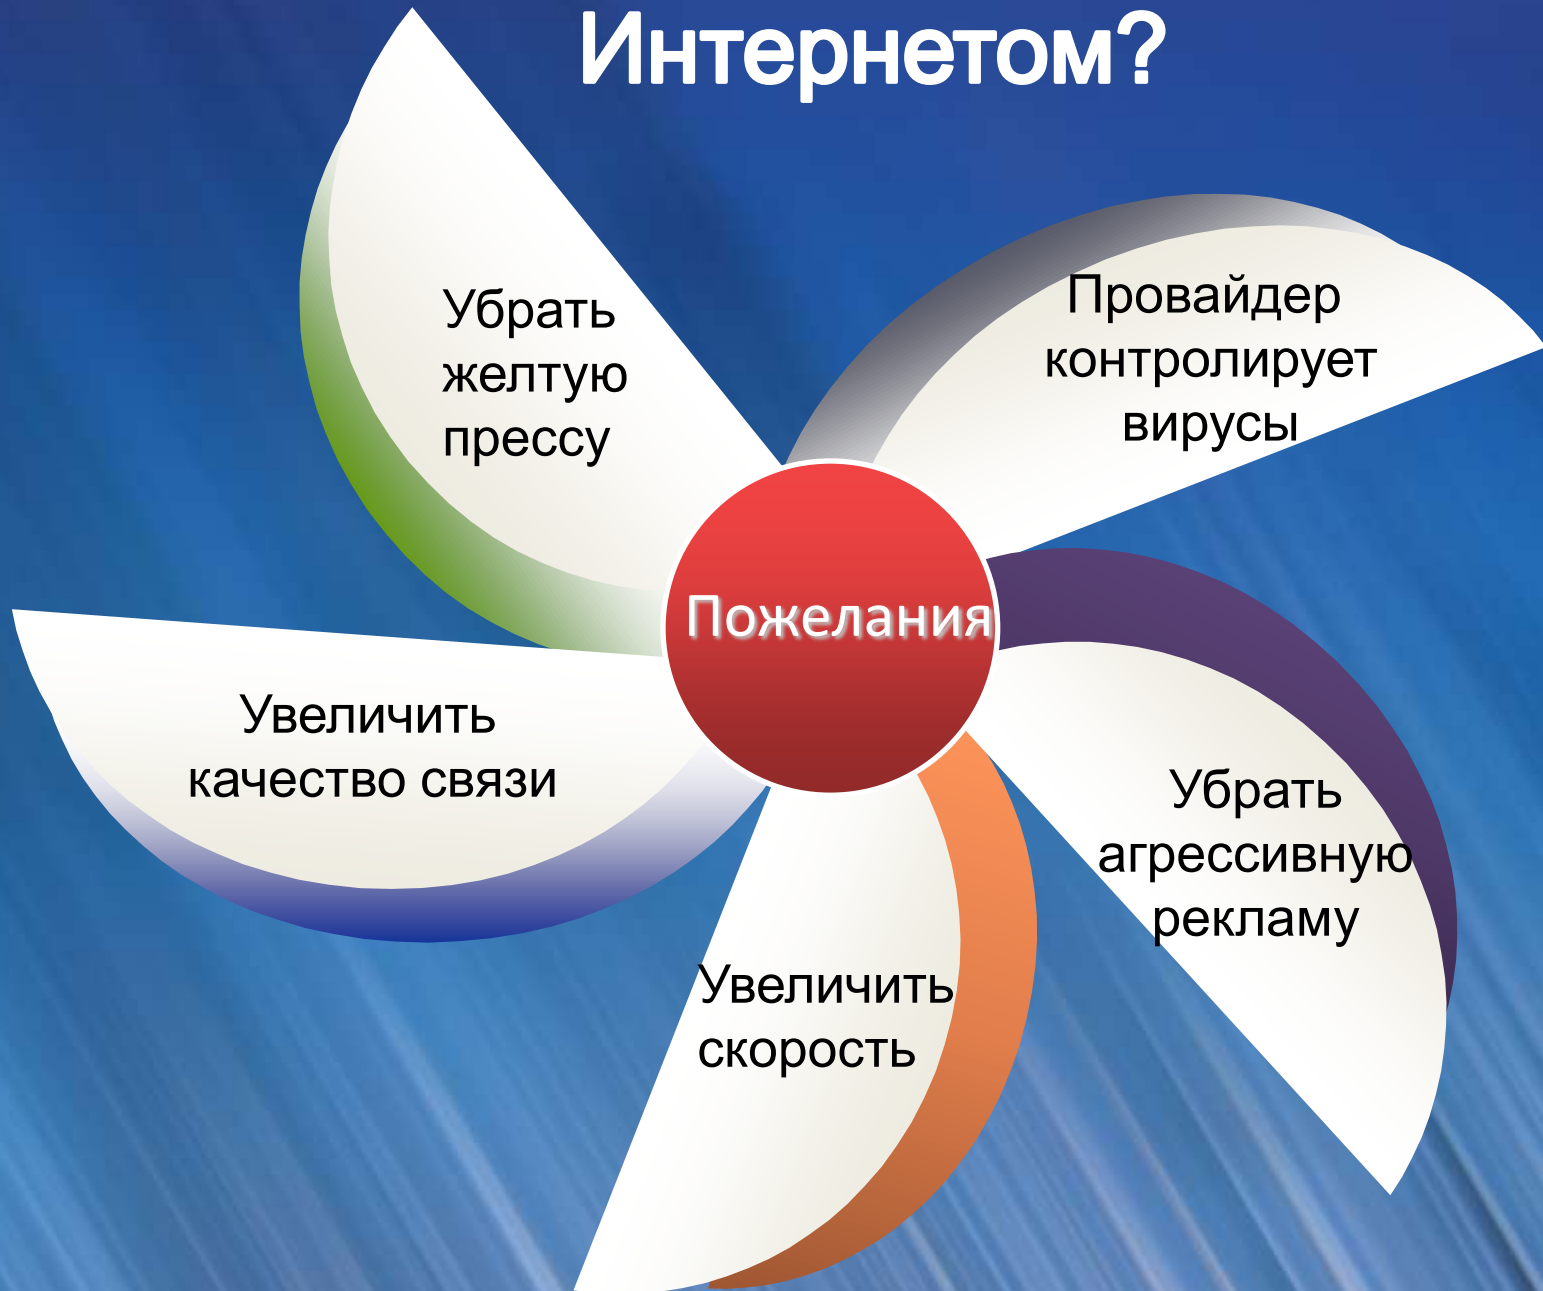 Интернетом?
Убрать
желтую
прессу
Провайдер
контролирует
вирусы
Пожелания
Увеличить
качество связи
Убрать
агрессивную
рекламу
Увеличить
скорость